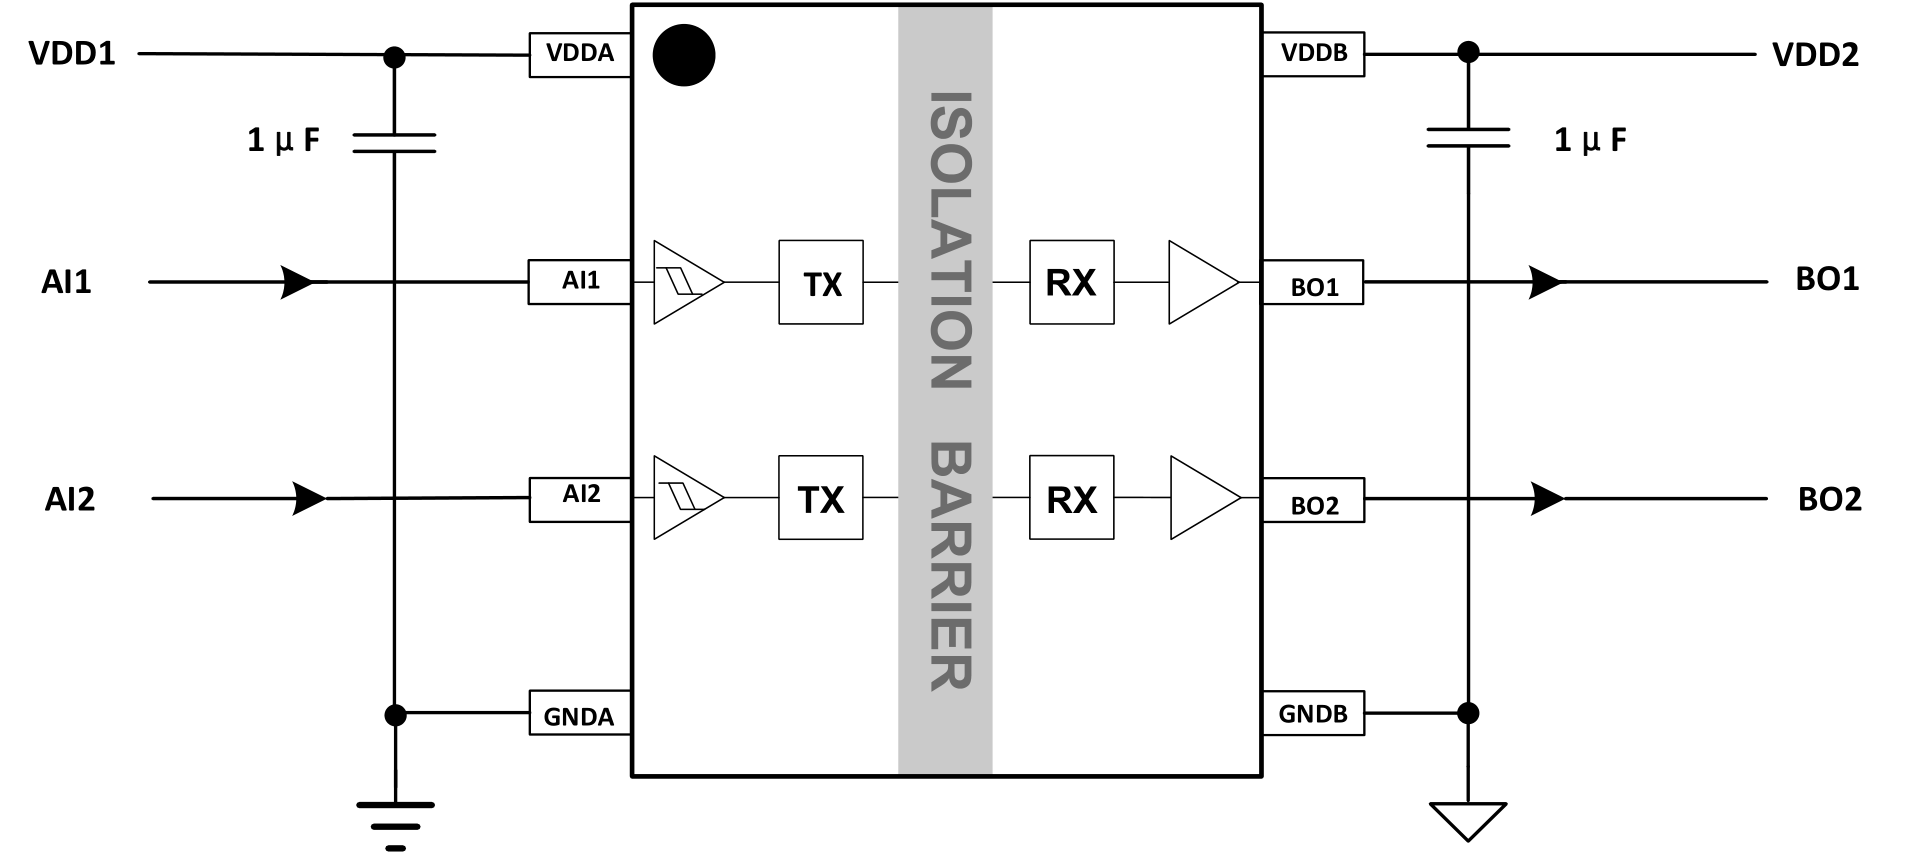 VDD1
VDDA
VDDB
VDD2
1 μ F
1 μ F
ISOLATION BARRIER
AI1
AI1
TX
RX
BO1
BO1
AI2
AI2
TX
RX
BO2
BO2
GNDA
GNDB